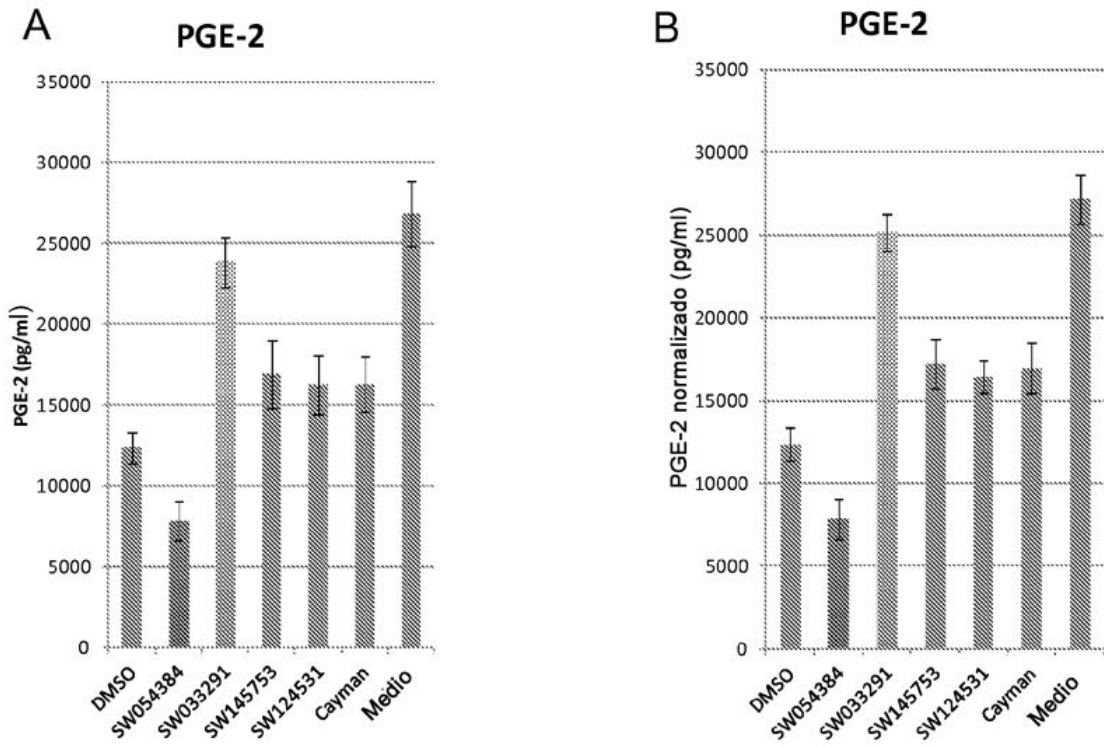 A
PGE-2
PGE-2 (pg/ml)
35000
30000
25000
20000
15000
10000
5000
0
DMSO
SW054384
SW033291
SW145753
SW124531
Cayman
Medio
B
PGE-2
PGE-2 normalizado (pg/ml)
35000
30000
25000
20000
15000
10000
5000
0
DMSO
SW054384
SW033291
SW145753
SW124531
Cayman
Medio